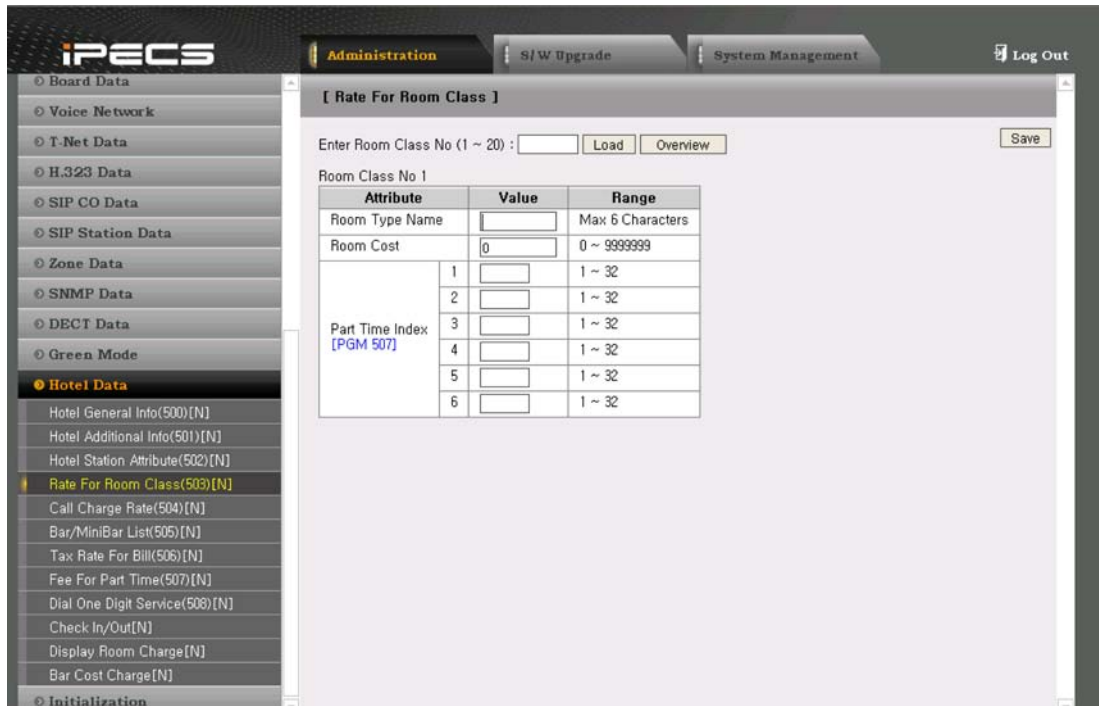 iPECS
Administration
S/W Upgrade
System Management
Log Out
Board Data
Voice Network
T-Net Data
H.323 Data
SIP CO Data
SIP Station Data
Zone Data
SNMP Data
DECT Data
Green Mode
Hotel Data
Hotel General Info(500)[N]
Hotel Additional Info(501)[N]
Hotel Station Attribute(502)[N]
Rate For Room Class(503)[N]
Call Charge Rate(504)[N]
Bar/MiniBar List(505)[N]
Tax Rate For Bill(506)[N]
Fee For Part Time(507)[N]
Dial One Digit Service(508)[N]
Check In/Out[N]
Display Room Charge[N]
Bar Cost Charge[N]
Initialization
[ Rate For Room Class ]
Enter Room Class No (1 ~ 20) : Load Overview Save
Room Class No 1
Attribute Value Range
Room Type Name Max 6 Characters
Room Cost 0 0 ~ 9999999
Part Time Index
[PGM 507]
1 1 ~ 32
2 1 ~ 32
3 1 ~ 32
4 1 ~ 32
5 1 ~ 32
6 1 ~ 32